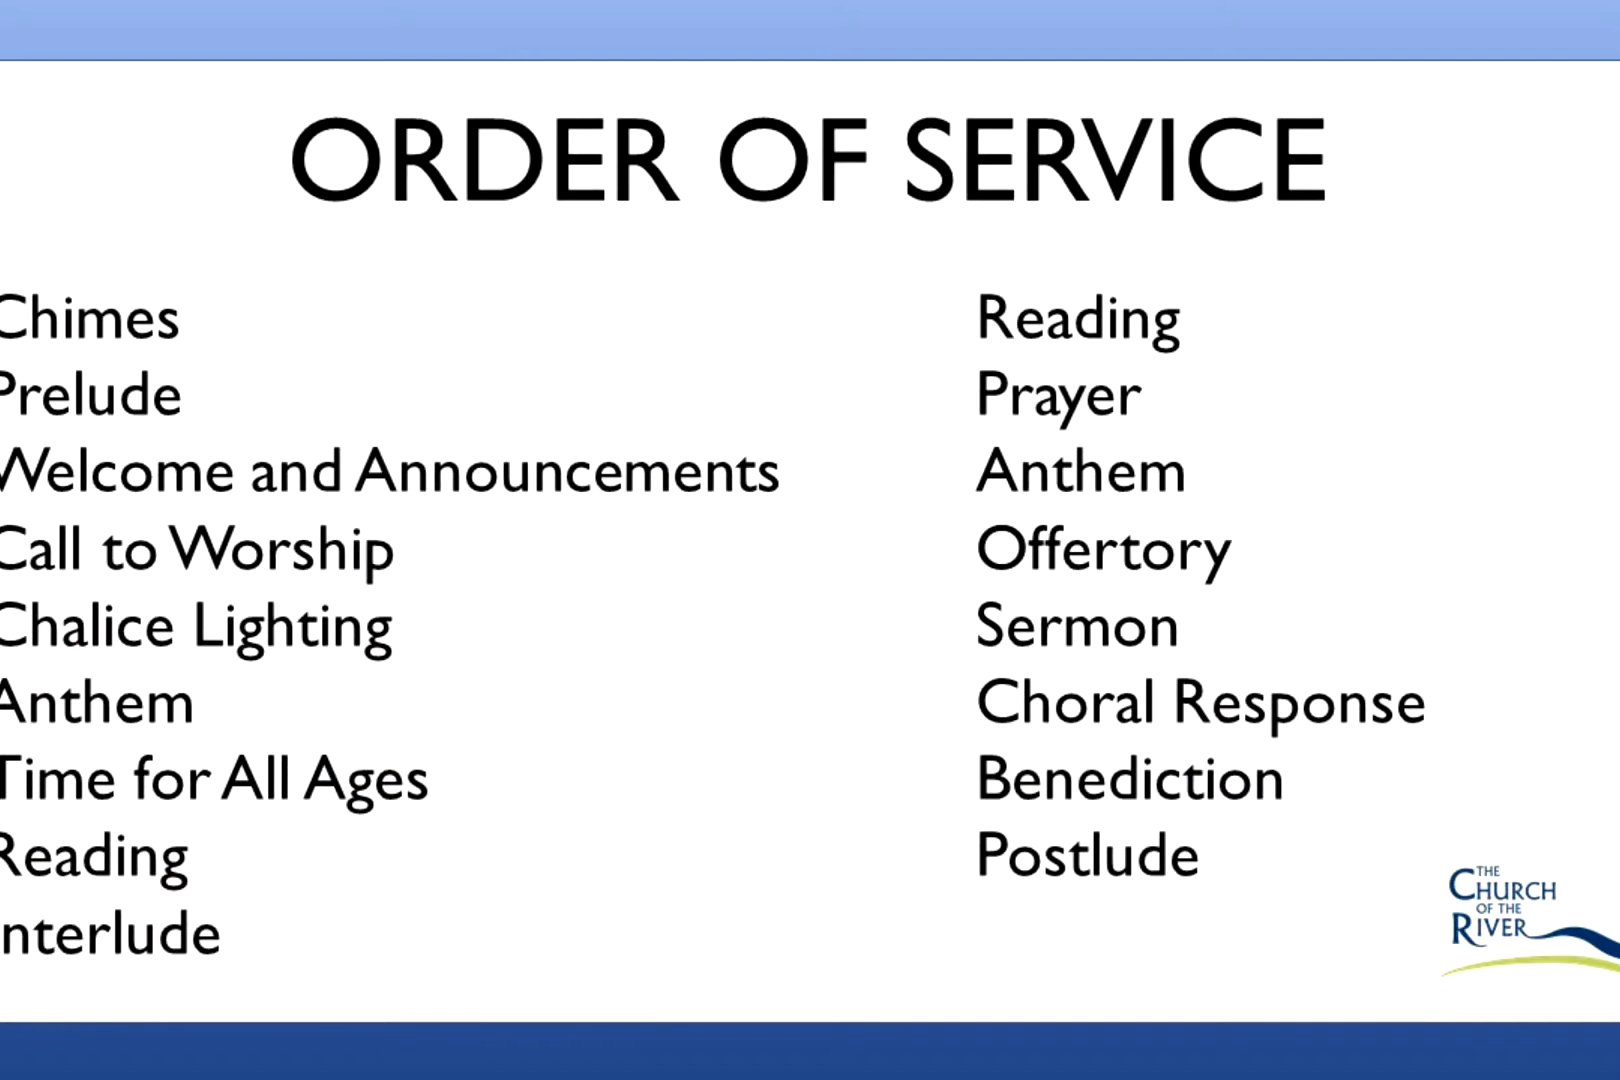 ORDER OF SERVICE
Chimes
Prelude
Welcome and Announcements
Call to Worship
Chalice Lighting
Anthem
Time for All Ages
Reading
Interlude
Reading
Prayer
Anthem
Offertory
Sermon
Choral Response
Benediction
Postlude
THE
CHURCH
OF THE
RIVER